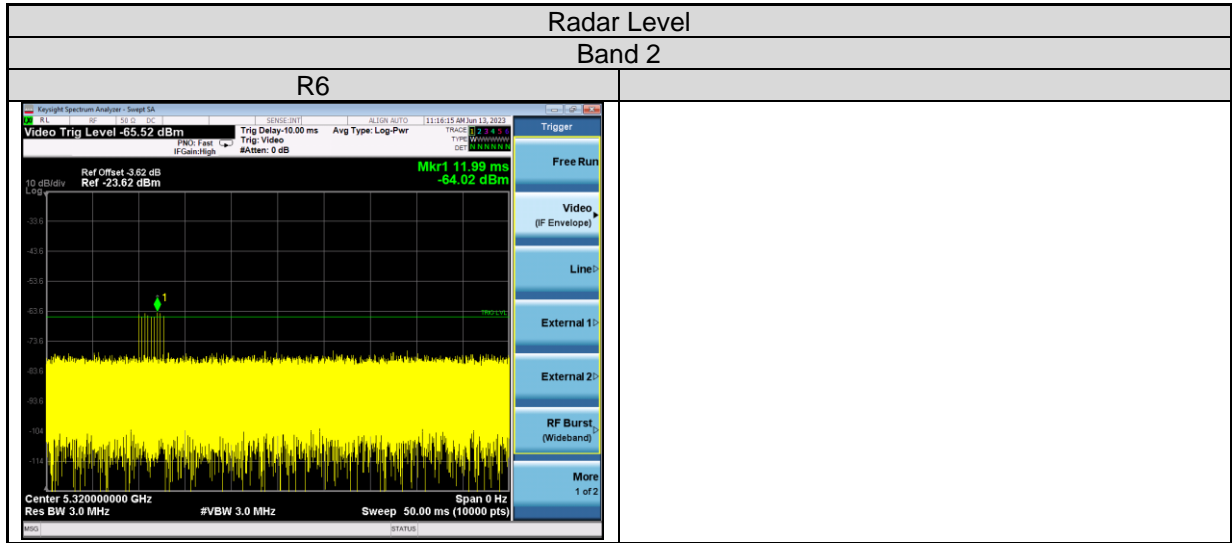 Radar Level
Band 2
R6
Keysight Spectrum Analyzer - Swept SA
RL RF 50 Ω DC SENSE:INT ALIGN AUTO 11:16:15 AM Jun 13, 2023
Video Trig Level -65.52 dBm
PNO: Fast
IFGain:High
Trig Delay-10.00 ms
Trig: Video
#Atten: 0 dB
Avg Type: Log-Pwr
TRACE 1 2 3 4 5 6
TYPE WWWWWW
DET N N N N N N
Mkr1 11.99 ms
-64.02 dBm
Ref Offset -3.62 dB
10 dB/div Ref -23.62 dBm
Log
-33.6
-43.6
-53.6
-63.6
-73.6
-83.6
-93.6
-104
-114
1
TRIG LVL
Center 5.320000000 GHz
Span 0 Hz
Res BW 3.0 MHz
#VBW 3.0 MHz
Sweep 50.00 ms (10000 pts)
MSG
STATUS
Trigger
Free Run
Video
(IF Envelope)
Line
External 1
External 2
RF Burst
(Wideband)
More
1 of 2